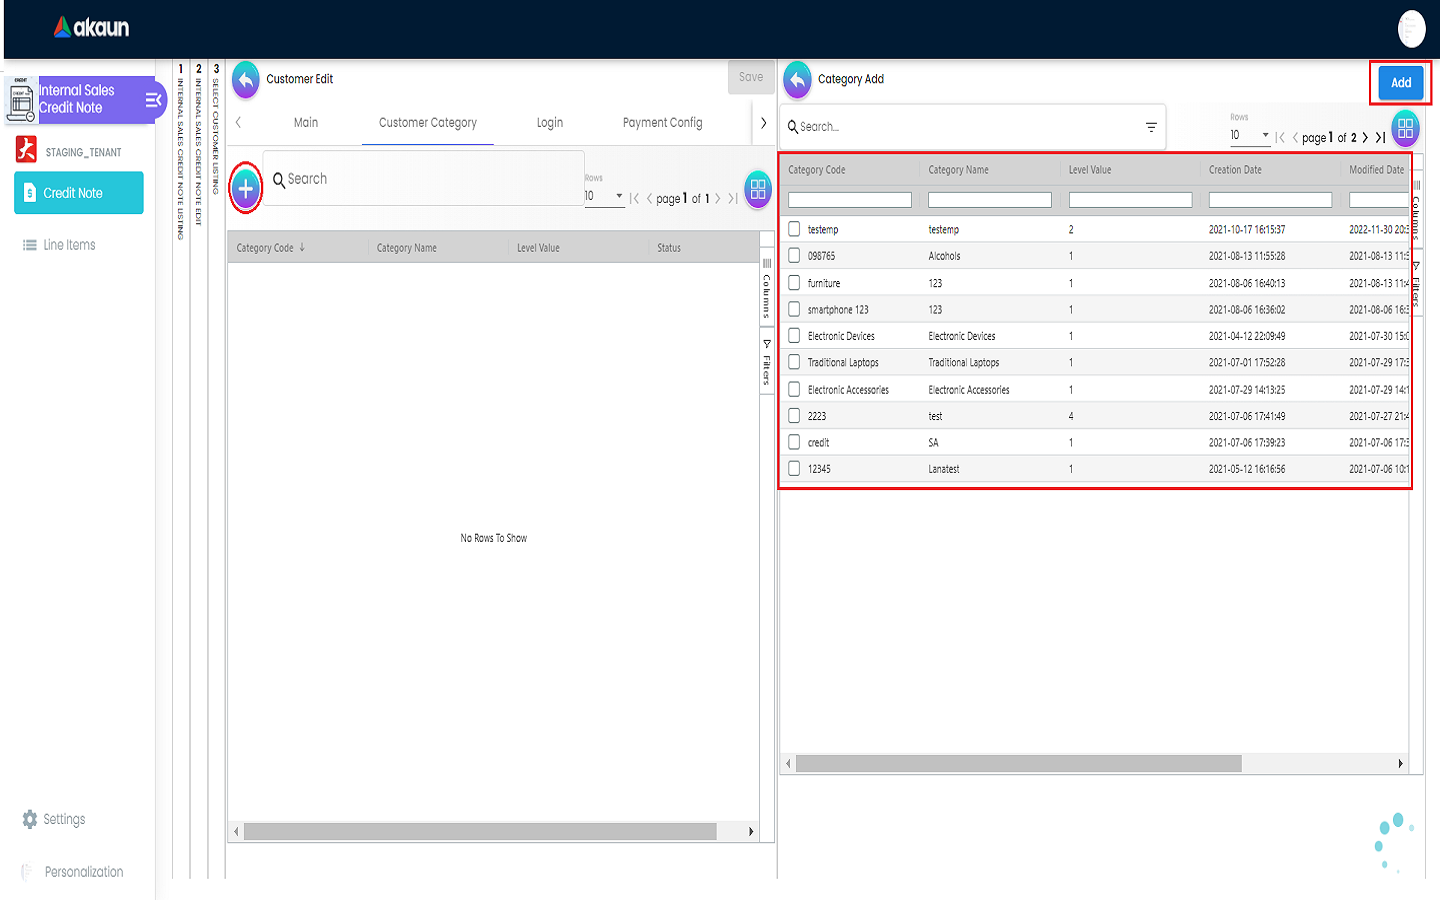 akaun
CREDIT
Internal Sales
Credit Note
STAGING_TENANT
Credit Note
Line Items
Settings
Personalization
1 INTERNAL SALES CREDIT NOTE LISTING
2 INTERNAL SALES CREDIT NOTE EDIT
3 SELECT CUSTOMER LISTING
Customer Edit
Save
Main Customer Category Login Payment Config
Search
Rows
10
page 1 of 1
Category Code Category Name Level Value Status
Columns
Filters
No Rows To Show
Category Add
Add
Search...
Rows
10
page 1 of 2
Category Code Category Name Level Value Creation Date Modified Date
testemp testemp 2 2021-10-17 16:15:37 2022-11-30 20:
098765 Alcohols 1 2021-08-13 11:55:28 2021-08-13 11:
furniture 123 1 2021-08-06 16:40:13 2021-08-13 11:
smartphone 123 123 1 2021-08-06 16:36:02 2021-08-06 16:
Electronic Devices Electronic Devices 1 2021-04-12 22:09:49 2021-07-30 15:
Traditional Laptops Traditional Laptops 1 2021-07-01 17:52:28 2021-07-29 17:
Electronic Accessories Electronic Accessories 1 2021-07-29 14:13:25 2021-07-29 14:
2223 test 4 2021-07-06 17:41:49 2021-07-27 21:
credit SA 1 2021-07-06 17:39:23 2021-07-06 17:
12345 Lanatest 1 2021-05-12 16:16:56 2021-07-06 10:
Columns
Filters